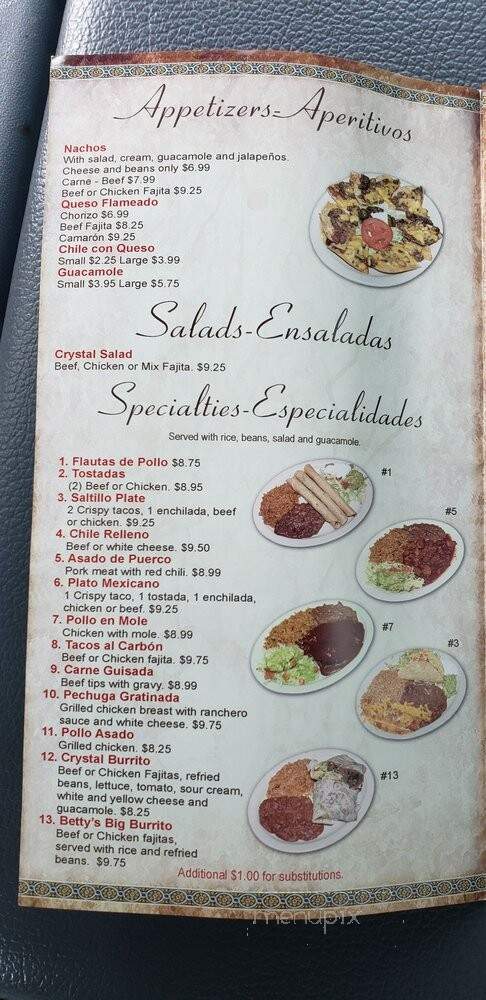 Appetizers-Aperitivos
Nachos
With salad, cream, guacamole and jalapeños.
Cheese and beans only $6.99
Carne - Beef $7.99
Beef or Chicken Fajita $9.25
Queso Flameado
Chorizo $6.99
Beef Fajita $8.25
Camarón $9.25
Chile con Queso
Small $2.25 Large $3.99
Guacamole
Small $3.95 Large $5.75
Salads-Ensaladas
Crystal Salad
Beef, Chicken or Mix Fajita. $9.25
Specialties-Especialidades
Served with rice, beans, salad and guacamole.
1. Flautas de Pollo $8.75
2. Tostadas
(2) Beef or Chicken. $8.95
3. Saltillo Plate
2 Crispy tacos, 1 enchilada, beef
or chicken. $9.25
4. Chile Relleno
Beef or white cheese. $9.50
5. Asado de Puerco
Pork meat with red chili. $8.99
6. Plato Mexicano
1 Crispy taco, 1 tostada, 1 enchilada,
chicken or beef. $9.25
7. Pollo en Mole
Chicken with mole. $8.99
8. Tacos al Carbón
Beef or Chicken fajita. $9.75
9. Carne Guisada
Beef tips with gravy. $8.99
10. Pechuga Gratinada
Grilled chicken breast with ranchero
sauce and white cheese. $9.75
11. Pollo Asado
Grilled chicken. $8.25
12. Crystal Burrito
Beef or Chicken Fajitas, refried
beans, lettuce, tomato, sour cream,
white and yellow cheese and
guacamole. $8.25
13. Betty's Big Burrito
Beef or Chicken fajitas,
served with rice and refried
beans. $9.75
#1
#5
#7
#3
#13
Additional $1.00 for substitutions.
menupix